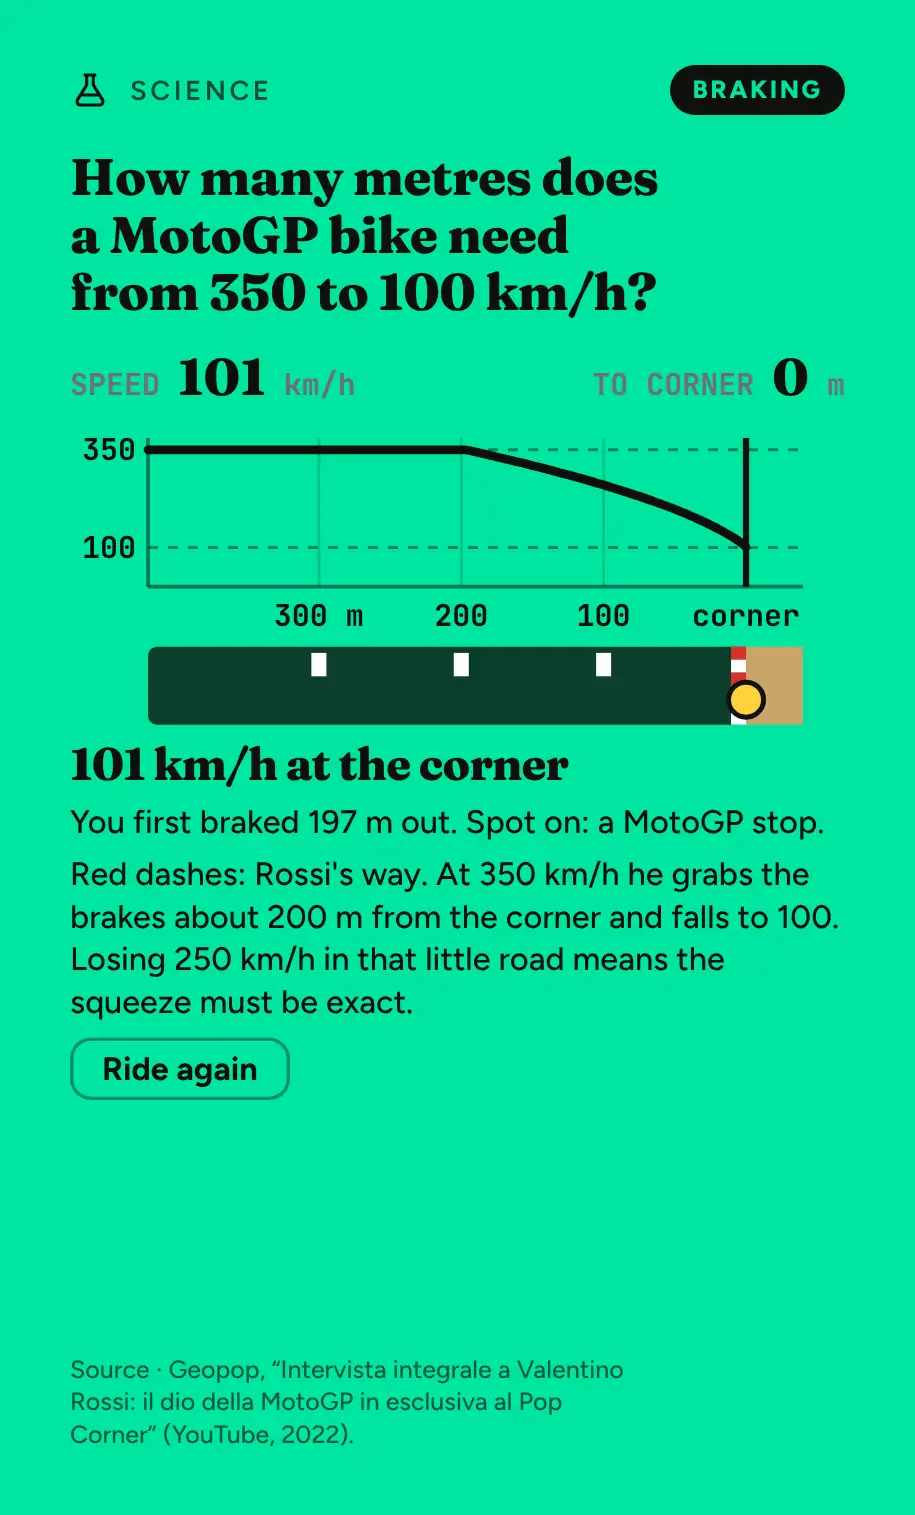 SCIENCE
BRAKING
How many metres does
a MotoGP bike need
from 350 to 100 km/h?
SPEED 101 km/h
TO CORNER 0 m
350
100
300 m 200 100 corner
101 km/h at the corner
You first braked 197 m out. Spot on: a MotoGP stop.
Red dashes: Rossi's way. At 350 km/h he grabs the
brakes about 200 m from the corner and falls to 100.
Losing 250 km/h in that little road means the
squeeze must be exact.
Ride again
Source · Geopop, “Intervista integrale a Valentino
Rossi: il dio della MotoGP in esclusiva al Pop
Corner” (YouTube, 2022).